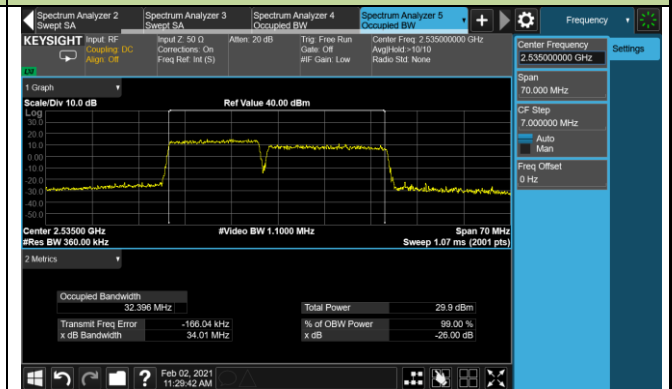 Spectrum Analyzer 2
Swept SA
Spectrum Analyzer 3
Swept SA
Spectrum Analyzer 4
Occupied BW
Spectrum Analyzer 5
Occupied BW
+
Frequency
KEYSIGHT
Input: RF
Coupling: DC
Align: Off
Input Z: 50 Ω
Corrections: On
Freq Ref: Int (S)
Atten: 20 dB
Trig: Free Run
Gate: Off
#IF Gain: Low
Center Freq: 2.535000000 GHz
Avg|Hold:>10/10
Radio Std: None
Center Frequency
2.535000000 GHz
Settings
Span
70.000 MHz
CF Step
7.000000 MHz
Auto
Man
Freq Offset
0 Hz
1 Graph
Scale/Div 10.0 dB
Ref Value 40.00 dBm
Log
30.0
20.0
10.0
0.00
-10.0
-20.0
-30.0
-40.0
-50.0
Center 2.53500 GHz
#Video BW 1.1000 MHz
Span 70 MHz
#Res BW 360.00 kHz
Sweep 1.07 ms (2001 pts)
2 Metrics
Occupied Bandwidth
32.396 MHz
Total Power
29.9 dBm
Transmit Freq Error
-166.04 kHz
% of OBW Power
99.00 %
x dB Bandwidth
34.01 MHz
x dB
-26.00 dB
?
Feb 02, 2021
11:29:42 AM